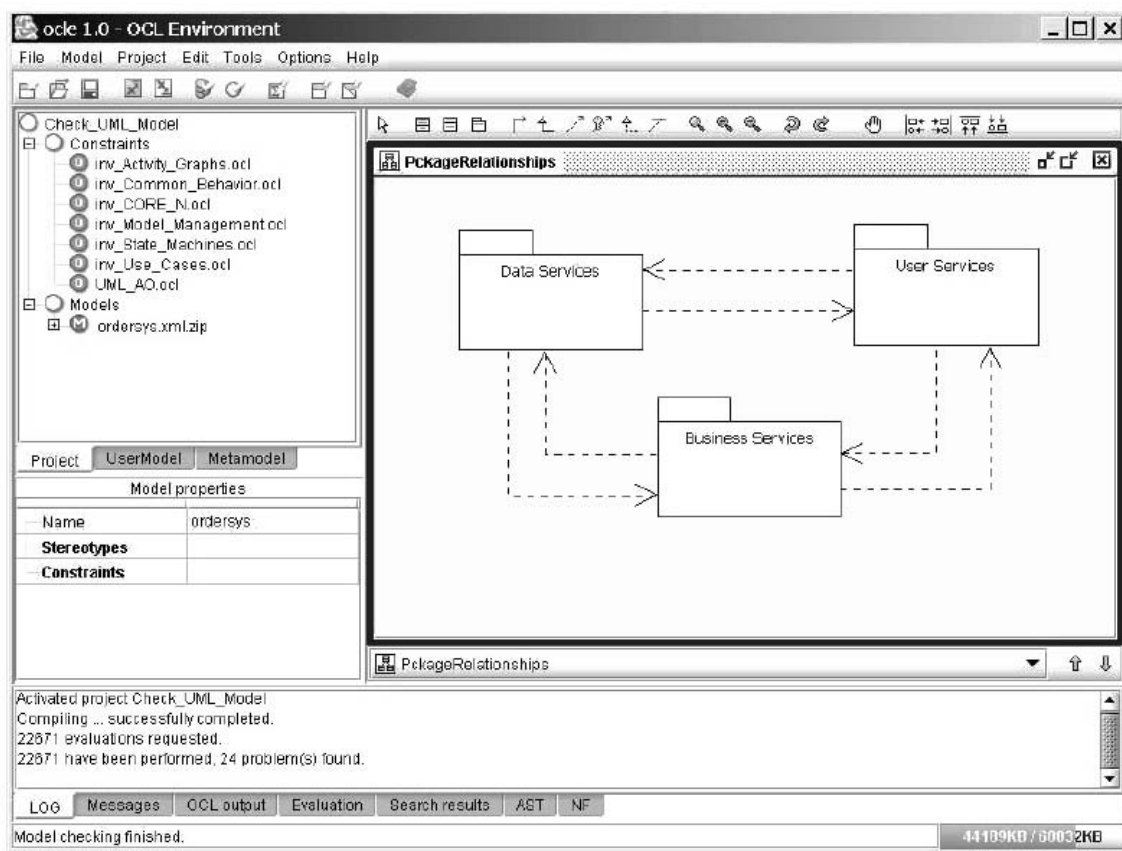 ocle 1.0 - OCL Environment
File Model Project Edit Tools Options Help
Check_UML_Model
Constraints
inv_Activity_Graphs.ocl
inv_Common_Behavior.ocl
inv_CORE_N.ocl
inv_Model_Management.ocl
inv_State_Machines.ocl
inv_Use_Cases.ocl
UML_AO.ocl
Models
ordersys.xml.zip
Project UserModel Metamodel
Model properties
Name ordersys
Stereotypes
Constraints
PckageRelationships
Data Services
User Services
Business Services
PckageRelationships
Activated project Check_UML_Model
Compiling ... successfully completed.
22671 evaluations requested.
22671 have been performed, 24 problem(s) found.
LOG Messages OCL output Evaluation Search results AST NF
Model checking finished.
44189KB / 60032KB